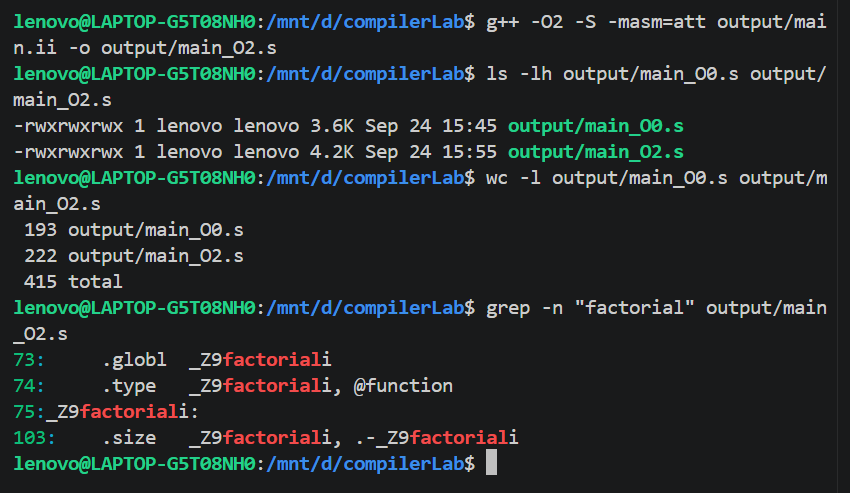 lenovo@LAPTOP-G5T08NH0:/mnt/d/compilerLab$ g++ -O2 -S -masm=att output/mai
n.ii -o output/main_O2.s
lenovo@LAPTOP-G5T08NH0:/mnt/d/compilerLab$ ls -lh output/main_O0.s output/
main_O2.s
-rwxrwxrwx 1 lenovo lenovo 3.6K Sep 24 15:45 output/main_O0.s
-rwxrwxrwx 1 lenovo lenovo 4.2K Sep 24 15:55 output/main_O2.s
lenovo@LAPTOP-G5T08NH0:/mnt/d/compilerLab$ wc -l output/main_O0.s output/m
ain_O2.s
 193 output/main_O0.s
 222 output/main_O2.s
 415 total
lenovo@LAPTOP-G5T08NH0:/mnt/d/compilerLab$ grep -n "factorial" output/main
_O2.s
73:     .globl  _Z9factoriali
74:     .type   _Z9factoriali, @function
75:_Z9factoriali:
103:    .size   _Z9factoriali, .-_Z9factoriali
lenovo@LAPTOP-G5T08NH0:/mnt/d/compilerLab$